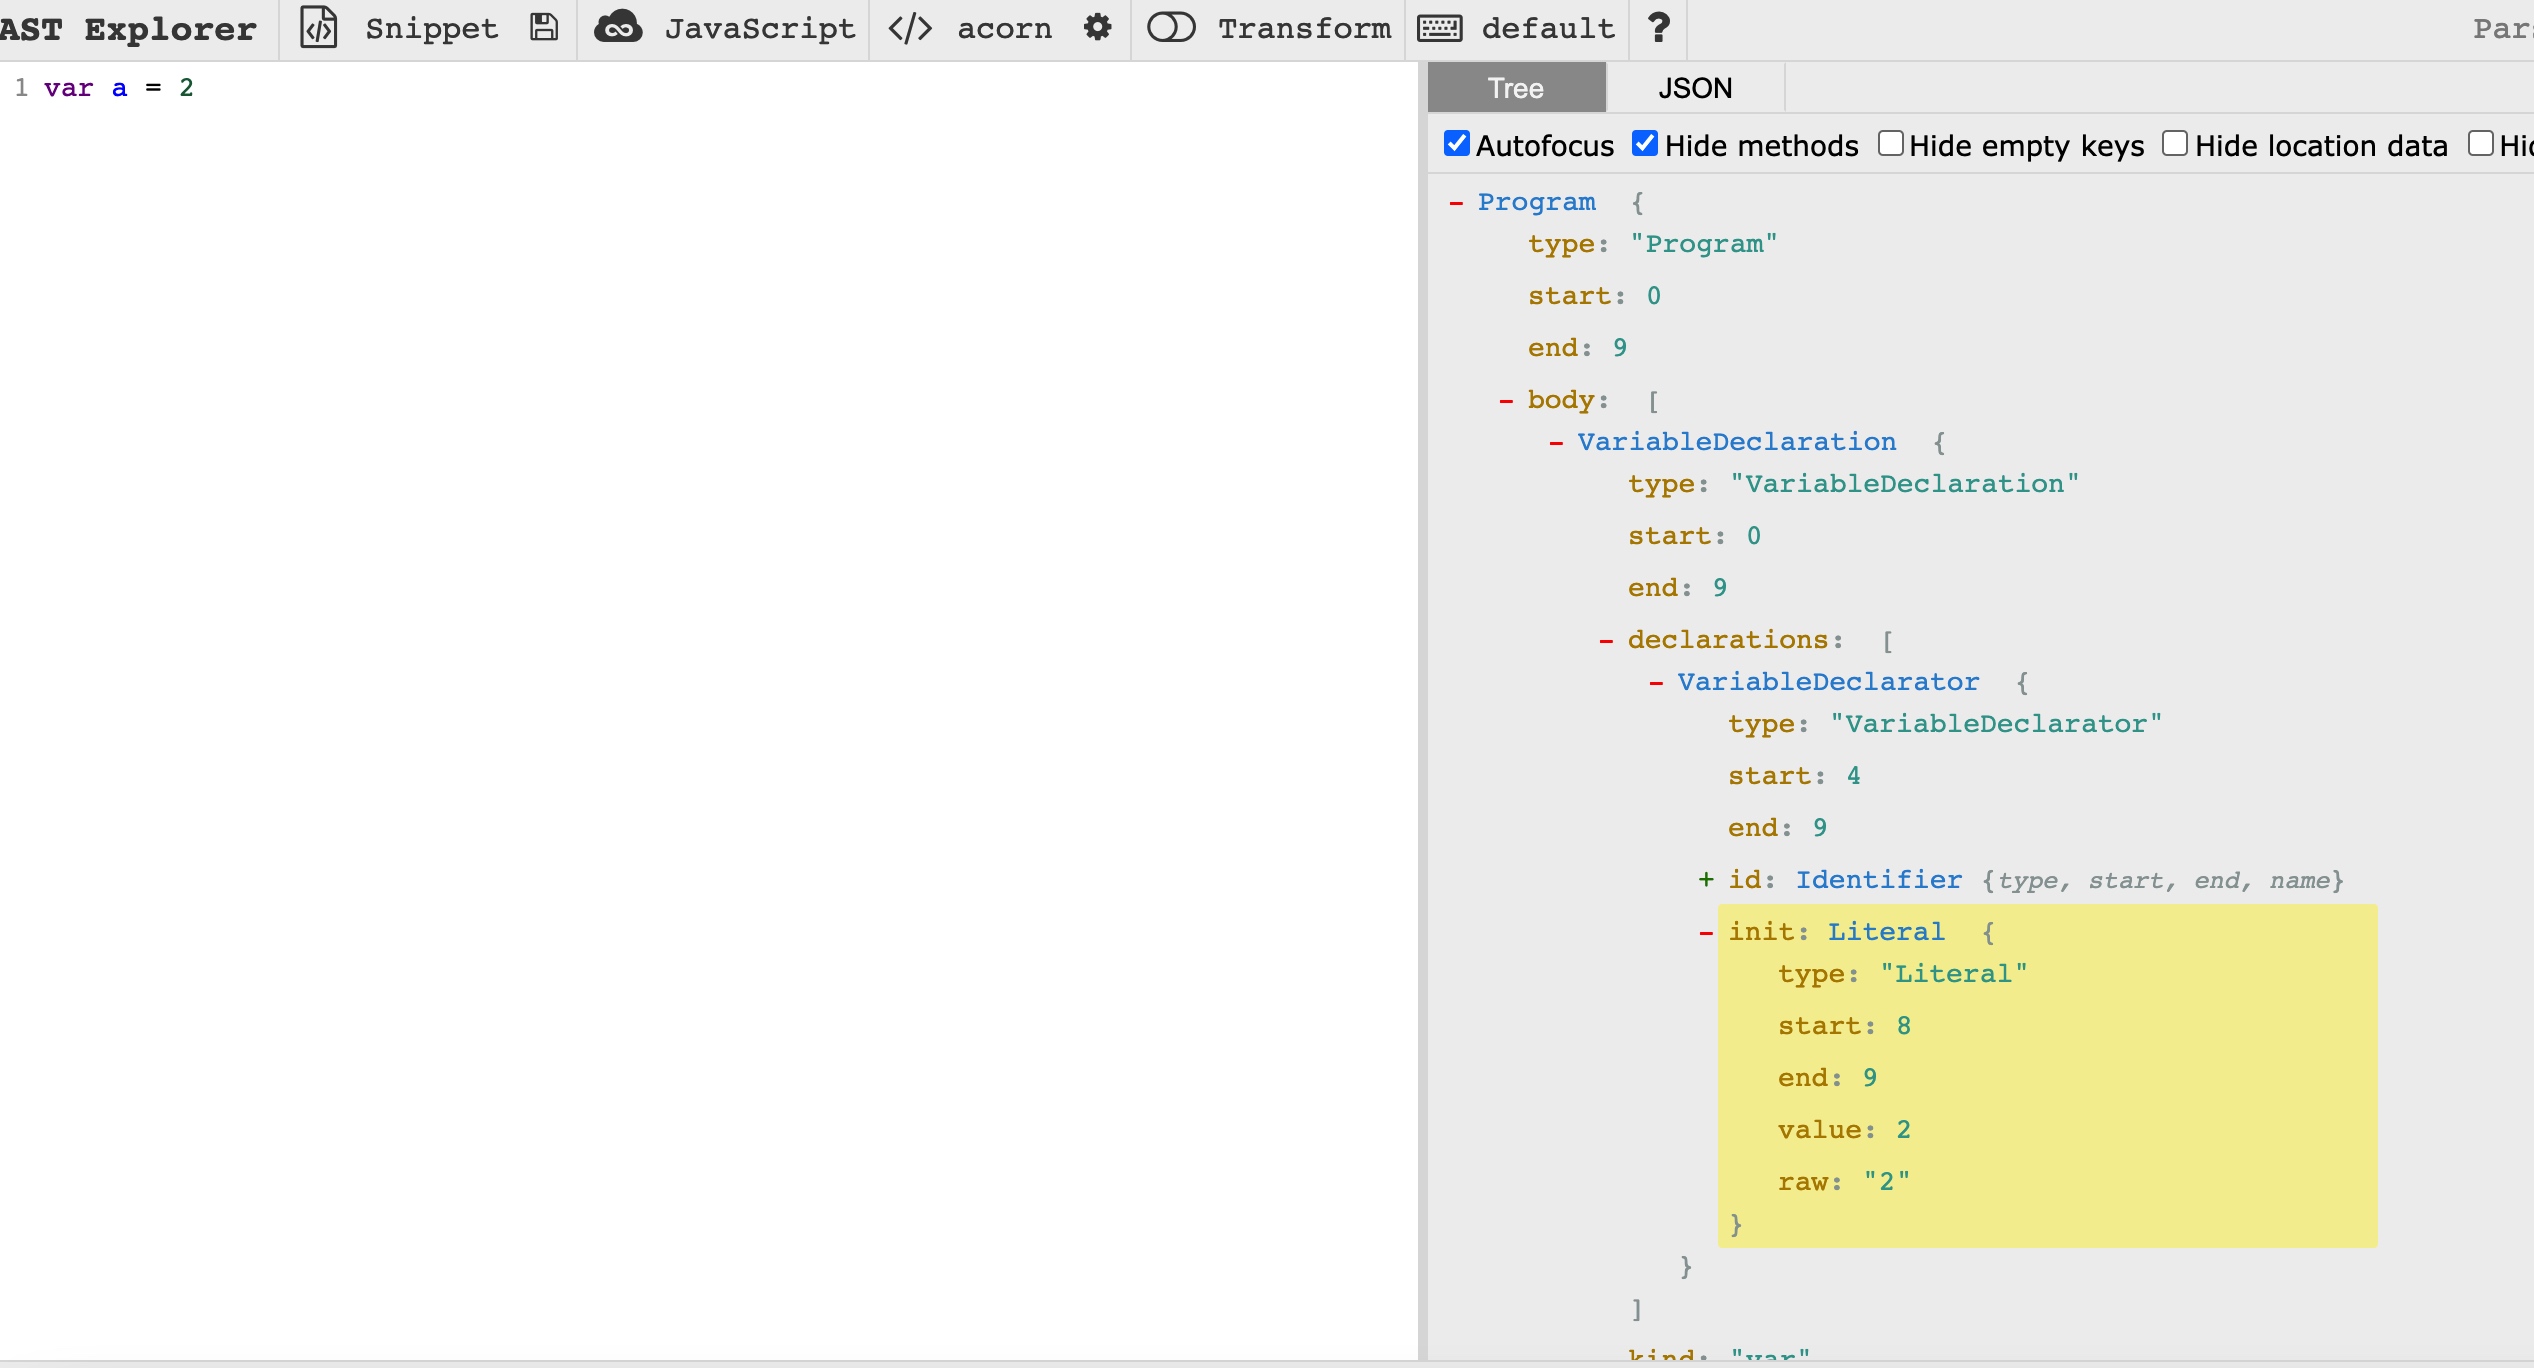 AST Explorer Snippet JavaScript </> acorn Transform default ? Par
1 var a = 2
Tree JSON
Autofocus Hide methods Hide empty keys Hide location data Hi
- Program {
type: "Program"
start: 0
end: 9
- body: [
- VariableDeclaration {
type: "VariableDeclaration"
start: 0
end: 9
- declarations: [
- VariableDeclarator {
type: "VariableDeclarator"
start: 4
end: 9
+ id: Identifier {type, start, end, name}
- init: Literal {
type: "Literal"
start: 8
end: 9
value: 2
raw: "2"
}
}
]
kind: "var"